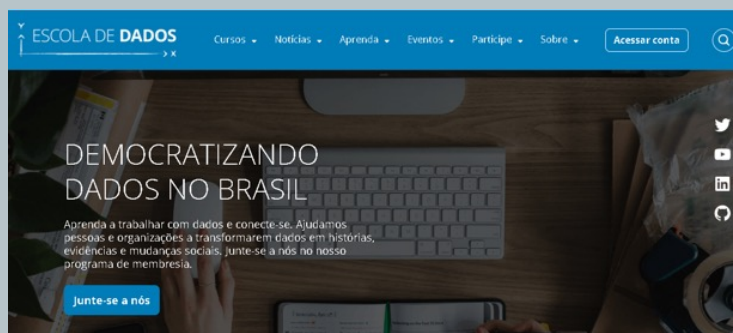 Y
ESCOLA DE DADOS
X
Cursos Notícias Aprenda Eventos Participe Sobre Acessar conta
DEMOCRATIZANDO
DADOS NO BRASIL
Aprenda a trabalhar com dados e conecte-se. Ajudamos
pessoas e organizações a transformarem dados em histórias,
evidências e mudanças sociais. Junte-se a nós no nosso
programa de membresia.
Junte-se a nós
in